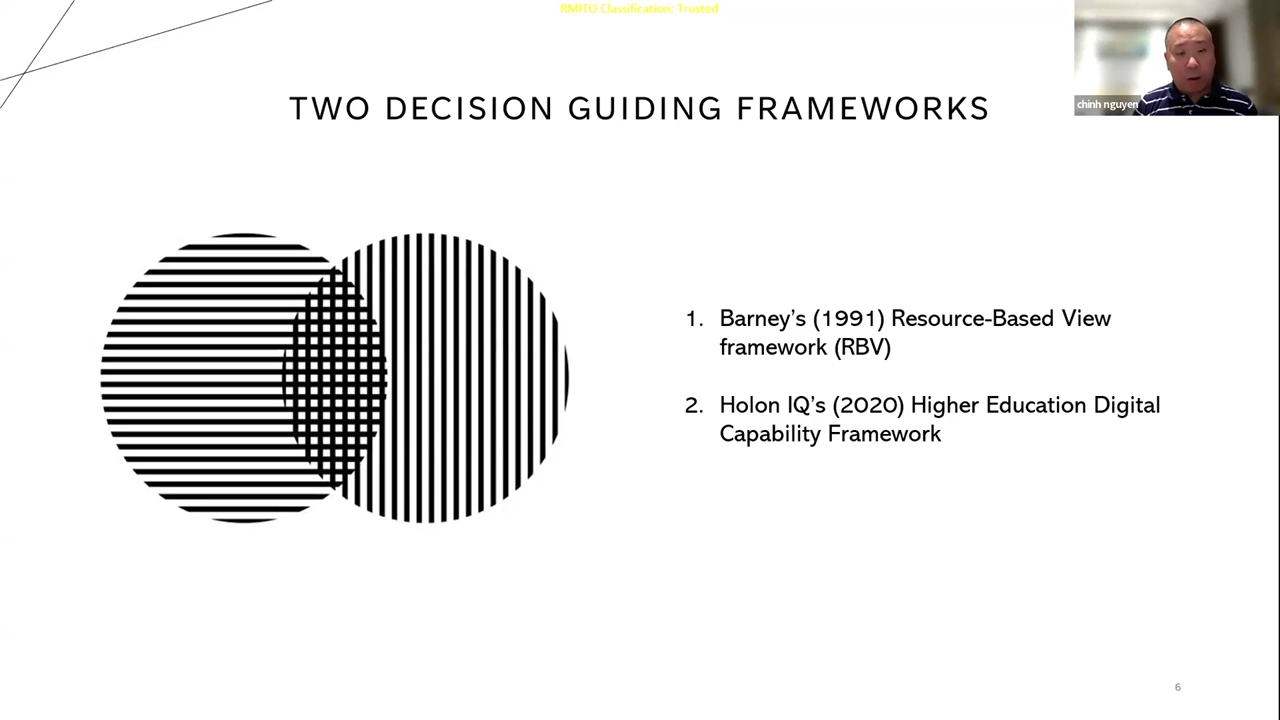 RMITO Classification: Trusted
chinh nguyen
TWO DECISION GUIDING FRAMEWORKS
1. Barney’s (1991) Resource-Based View
framework (RBV)
2. Holon IQ’s (2020) Higher Education Digital
Capability Framework
6